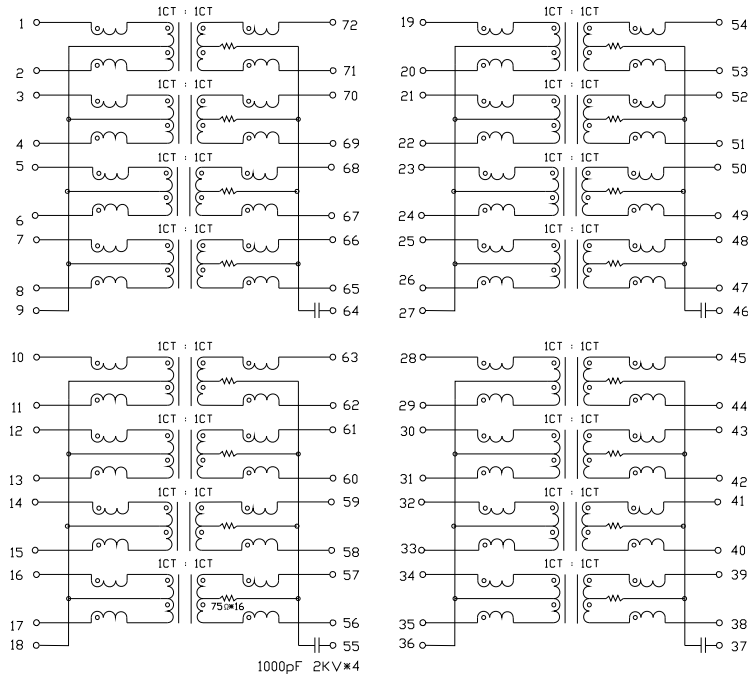 1CT : 1CT 1CT : 1CT
1 72 19 54
2 71 20 53
1CT : 1CT 1CT : 1CT
3 70 21 52
4 69 22 51
1CT : 1CT 1CT : 1CT
5 68 23 50
6 67 24 49
1CT : 1CT 1CT : 1CT
7 66 25 48
8 65 26 47
9 64 27 46
1CT : 1CT 1CT : 1CT
10 63 28 45
11 62 29 44
1CT : 1CT 1CT : 1CT
12 61 30 43
13 60 31 42
1CT : 1CT 1CT : 1CT
14 59 32 41
15 58 33 40
1CT : 1CT 1CT : 1CT
16 57 34 39
75Ω*16
17 56 35 38
18 55 36 37
1000pF 2KV*4